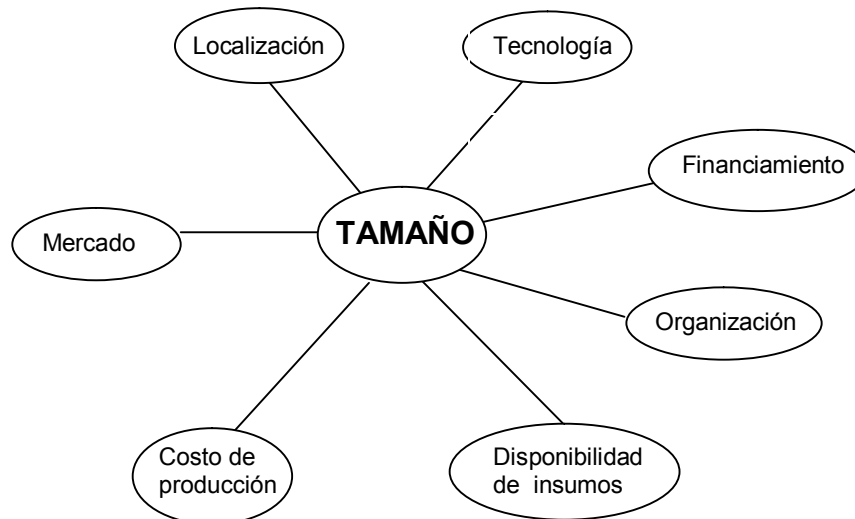 Localización
Tecnología
Financiamiento
TAMAÑO
Mercado
Organización
Costo de
producción
Disponibilidad
de insumos